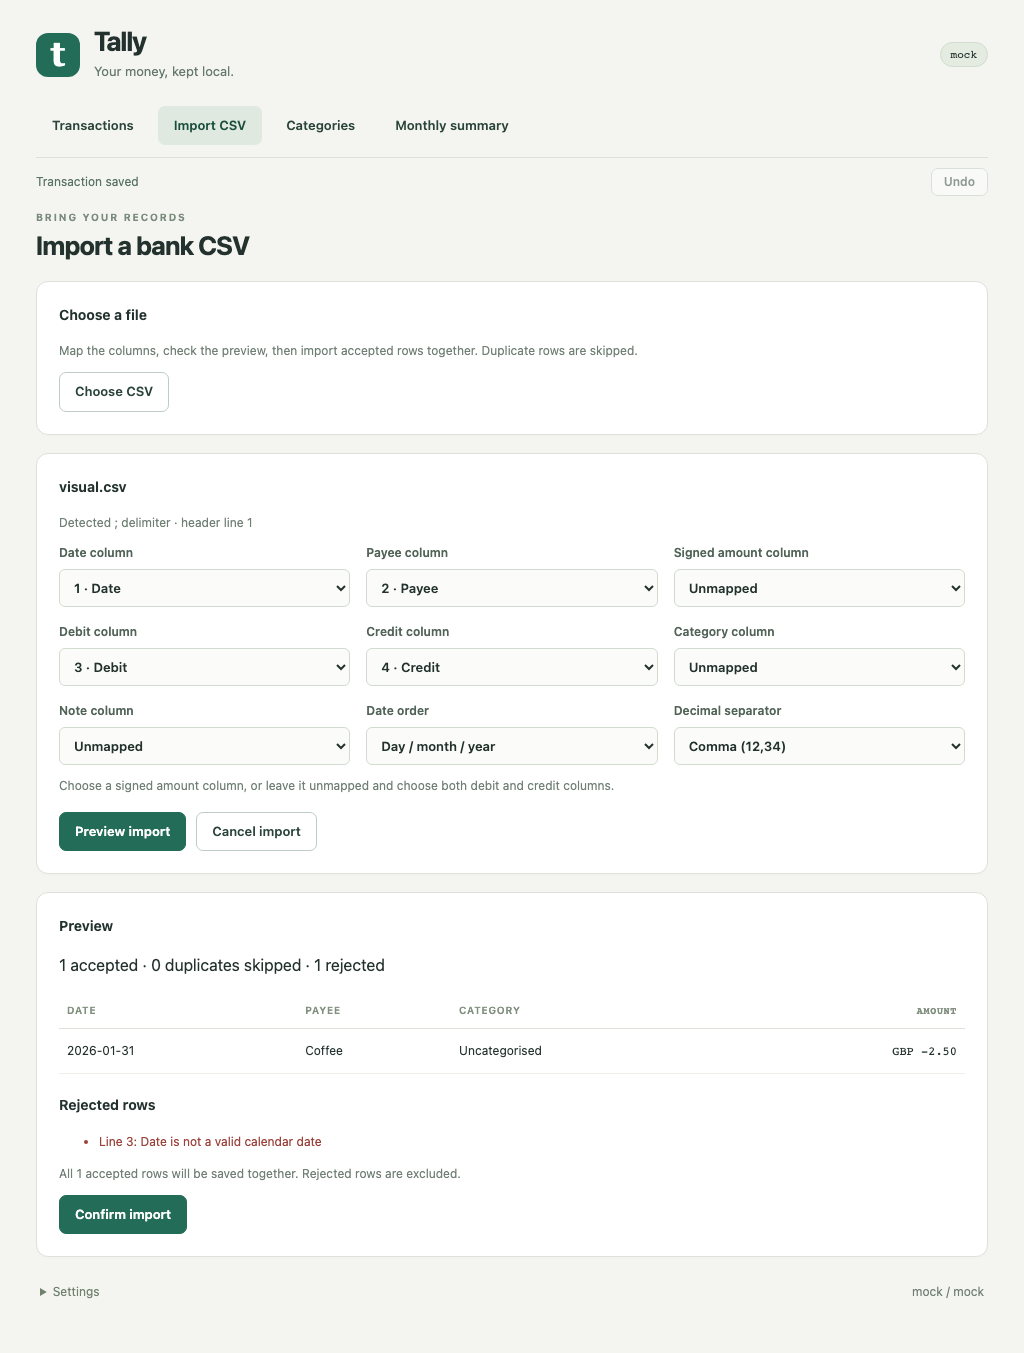 t
Tally
Your money, kept local.
mock
Transactions Import CSV Categories Monthly summary
Transaction saved Undo
BRING YOUR RECORDS
Import a bank CSV
Choose a file
Map the columns, check the preview, then import accepted rows together. Duplicate rows are skipped.
Choose CSV
visual.csv
Detected ; delimiter · header line 1
Date column Payee column Signed amount column
1 · Date 2 · Payee Unmapped
Debit column Credit column Category column
3 · Debit 4 · Credit Unmapped
Note column Date order Decimal separator
Unmapped Day / month / year Comma (12,34)
Choose a signed amount column, or leave it unmapped and choose both debit and credit columns.
Preview import Cancel import
Preview
1 accepted · 0 duplicates skipped · 1 rejected
DATE PAYEE CATEGORY AMOUNT
2026-01-31 Coffee Uncategorised GBP −2.50
Rejected rows
• Line 3: Date is not a valid calendar date
All 1 accepted rows will be saved together. Rejected rows are excluded.
Confirm import
Settings mock / mock